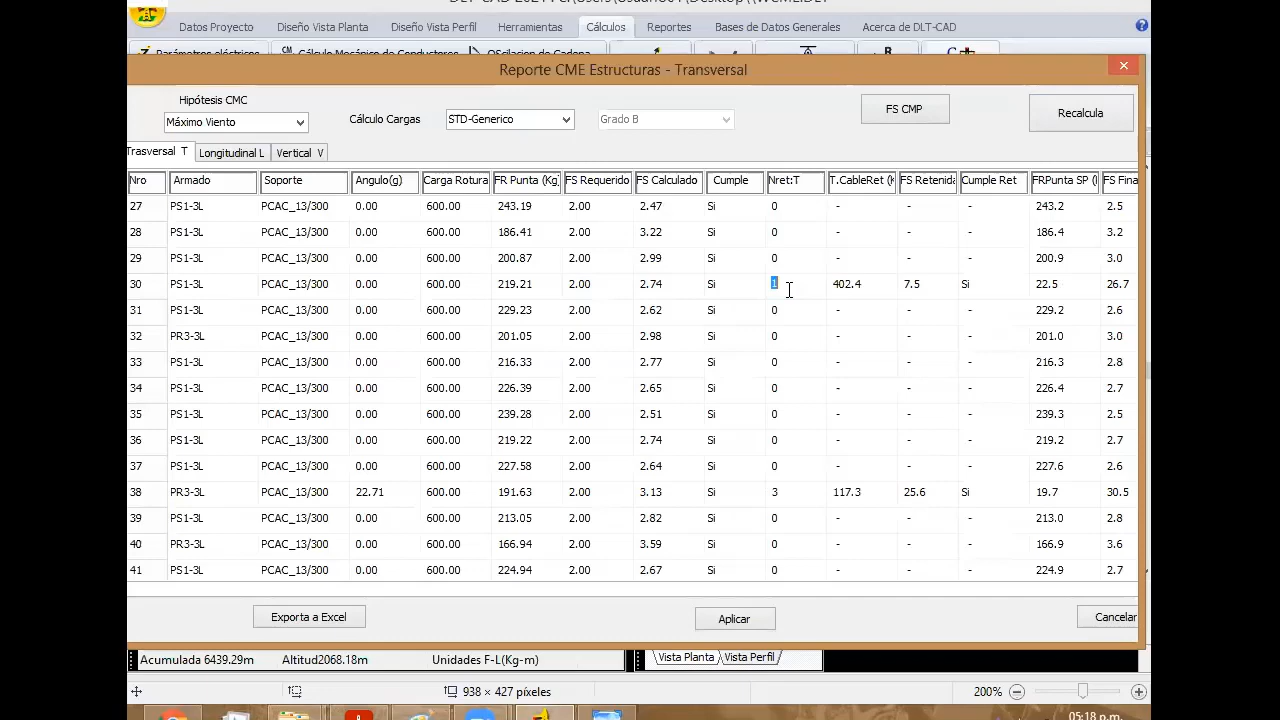 Datos Proyecto Diseño Vista Planta Diseño Vista Perfil Herramientas Cálculos Reportes Bases de Datos Generales Acerca de DLT-CAD
Reporte CME Estructuras - Transversal
Hipótesis CMC
Máximo Viento
Cálculo Cargas STD-Generico Grado B
FS CMP
Recalcula
Trasversal T Longitudinal L Vertical V
Nro Armado Soporte Angulo(g) Carga Rotura FR Punta (Kg) FS Requerido FS Calculado Cumple Nret:T T.CableRet (K FS Retenida Cumple Ret FRPunta SP ( FS Fina
27 PS1-3L PCAC_13/300 0.00 600.00 243.19 2.00 2.47 Si 0 - - - 243.2 2.5
28 PS1-3L PCAC_13/300 0.00 600.00 186.41 2.00 3.22 Si 0 - - - 186.4 3.2
29 PS1-3L PCAC_13/300 0.00 600.00 200.87 2.00 2.99 Si 0 - - - 200.9 3.0
30 PS1-3L PCAC_13/300 0.00 600.00 219.21 2.00 2.74 Si 1 402.4 7.5 Si 22.5 26.7
31 PS1-3L PCAC_13/300 0.00 600.00 229.23 2.00 2.62 Si 0 - - - 229.2 2.6
32 PR3-3L PCAC_13/300 0.00 600.00 201.05 2.00 2.98 Si 0 - - - 201.0 3.0
33 PS1-3L PCAC_13/300 0.00 600.00 216.33 2.00 2.77 Si 0 - - - 216.3 2.8
34 PS1-3L PCAC_13/300 0.00 600.00 226.39 2.00 2.65 Si 0 - - - 226.4 2.7
35 PS1-3L PCAC_13/300 0.00 600.00 239.28 2.00 2.51 Si 0 - - - 239.3 2.5
36 PS1-3L PCAC_13/300 0.00 600.00 219.22 2.00 2.74 Si 0 - - - 219.2 2.7
37 PS1-3L PCAC_13/300 0.00 600.00 227.58 2.00 2.64 Si 0 - - - 227.6 2.6
38 PR3-3L PCAC_13/300 22.71 600.00 191.63 2.00 3.13 Si 3 117.3 25.6 Si 19.7 30.5
39 PS1-3L PCAC_13/300 0.00 600.00 213.05 2.00 2.82 Si 0 - - - 213.0 2.8
40 PR3-3L PCAC_13/300 0.00 600.00 166.94 2.00 3.59 Si 0 - - - 166.9 3.6
41 PS1-3L PCAC_13/300 0.00 600.00 224.94 2.00 2.67 Si 0 - - - 224.9 2.7
Exporta a Excel Aplicar Cancelar
Acumulada 6439.29m Altitud2068.18m Unidades F-L(Kg-m) Vista Planta Vista Perfil
938 × 427 píxeles 200%
05:18 p.m.